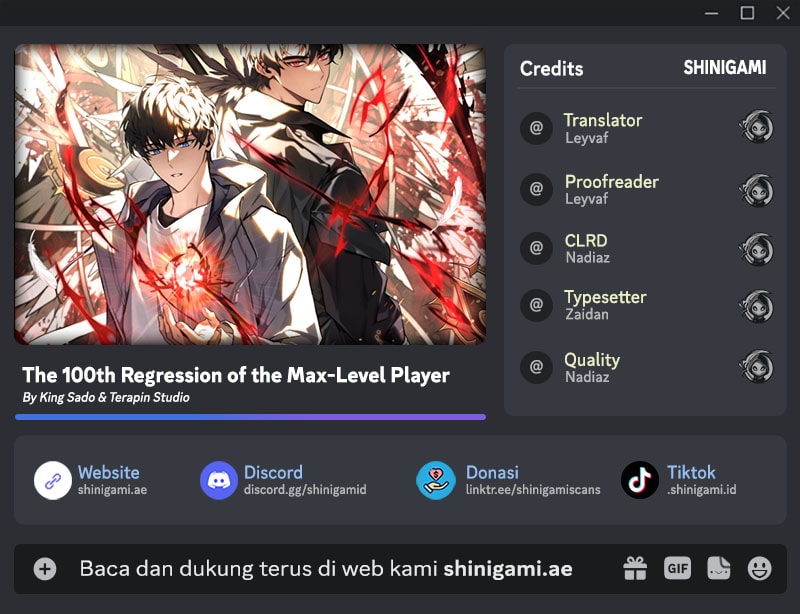 The 100th Regression of the Max-Level Player
By King Sado & Terapin Studio
Credits
SHINIGAMI
@
Translator
Leyvaf
@
Proofreader
Leyvaf
@
CLRD
Nadiaz
@
Typesetter
Zaidan
@
Quality
Nadiaz
Website
shinigami.ae
Discord
discord.gg/shinigamid
Donasi
linktr.ee/shinigamiscans
Tiktok
.shinigami.id
Baca dan dukung terus di web kami shinigami.ae
GIF